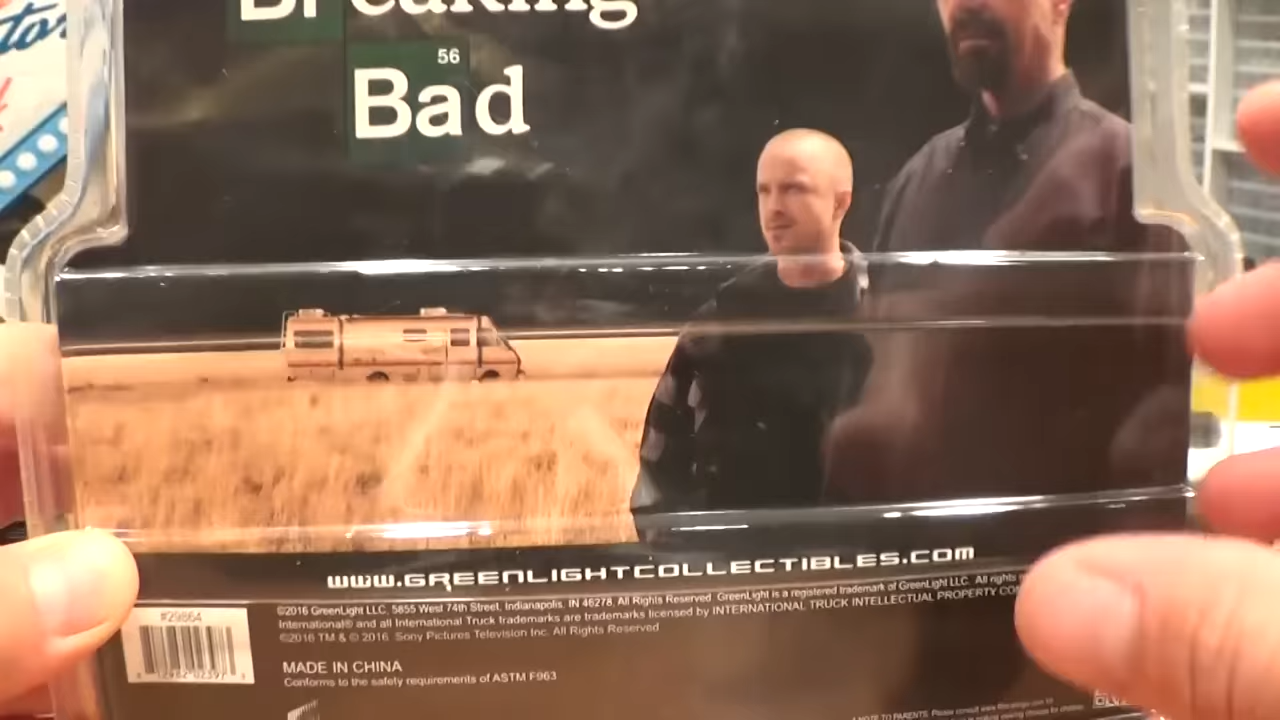 Breaking
56
Bad
www.GREENLIGHTCOLLECTIBLES.com
©2016 GreenLight LLC, 5855 West 74th Street, Indianapolis, IN 46278, All Rights Reserved. GreenLight is a registered trademark of GreenLight LLC. All rights
International® and all International Truck trademarks are trademarks licensed by INTERNATIONAL TRUCK INTELLECTUAL PROPERTY CO
©2016 TM & © 2016 Sony Pictures Television Inc. All Rights Reserved
#29864
MADE IN CHINA
Conforms to the safety requirements of ASTM F963